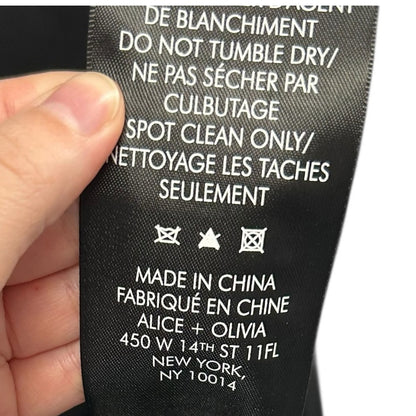 DE BLANCHIMENT
DO NOT TUMBLE DRY/
NE PAS SÉCHER PAR
CULBUTAGE
SPOT CLEAN ONLY/
NETTOYAGE LES TACHES
SEULEMENT
MADE IN CHINA
FABRIQUÉ EN CHINE
ALICE + OLIVIA
450 W 14TH ST 11FL
NEW YORK,
NY 10014